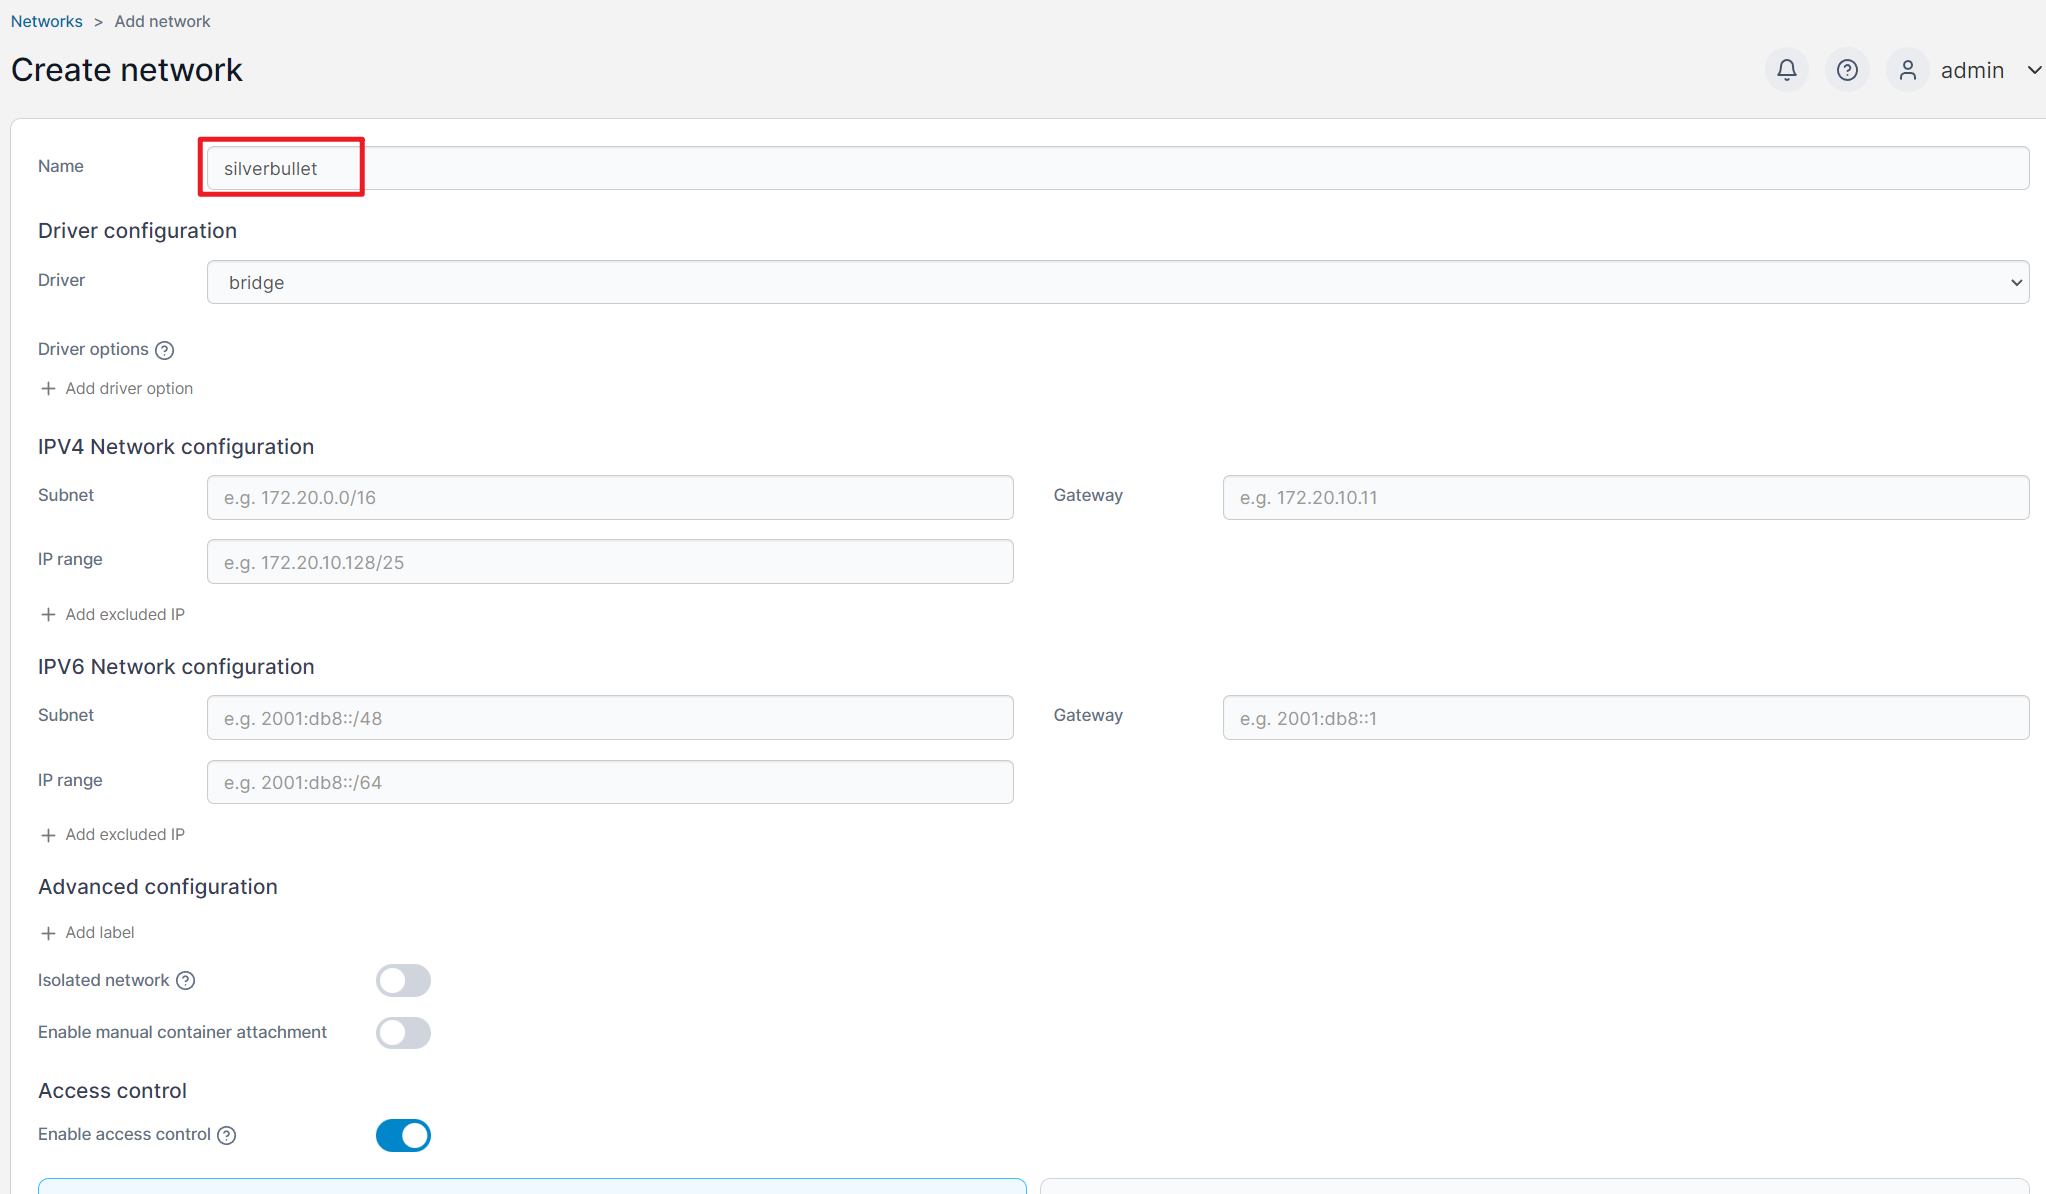 Networks > Add network
Create network
admin
Name silverbullet
Driver configuration
Driver bridge
Driver options
Add driver option
IPV4 Network configuration
Subnet e.g. 172.20.0.0/16 Gateway e.g. 172.20.10.11
IP range e.g. 172.20.10.128/25
Add excluded IP
IPV6 Network configuration
Subnet e.g. 2001:db8::/48 Gateway e.g. 2001:db8::1
IP range e.g. 2001:db8::/64
Add excluded IP
Advanced configuration
Add label
Isolated network
Enable manual container attachment
Access control
Enable access control